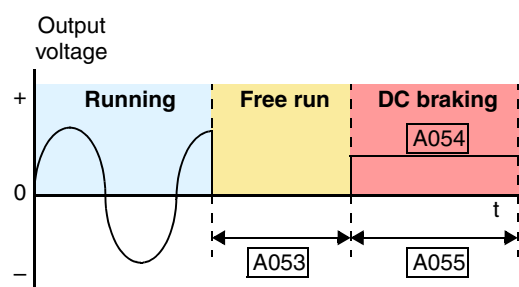 Output
voltage
+
Running
Free run
DC braking
A054
0
t
A053
A055
–